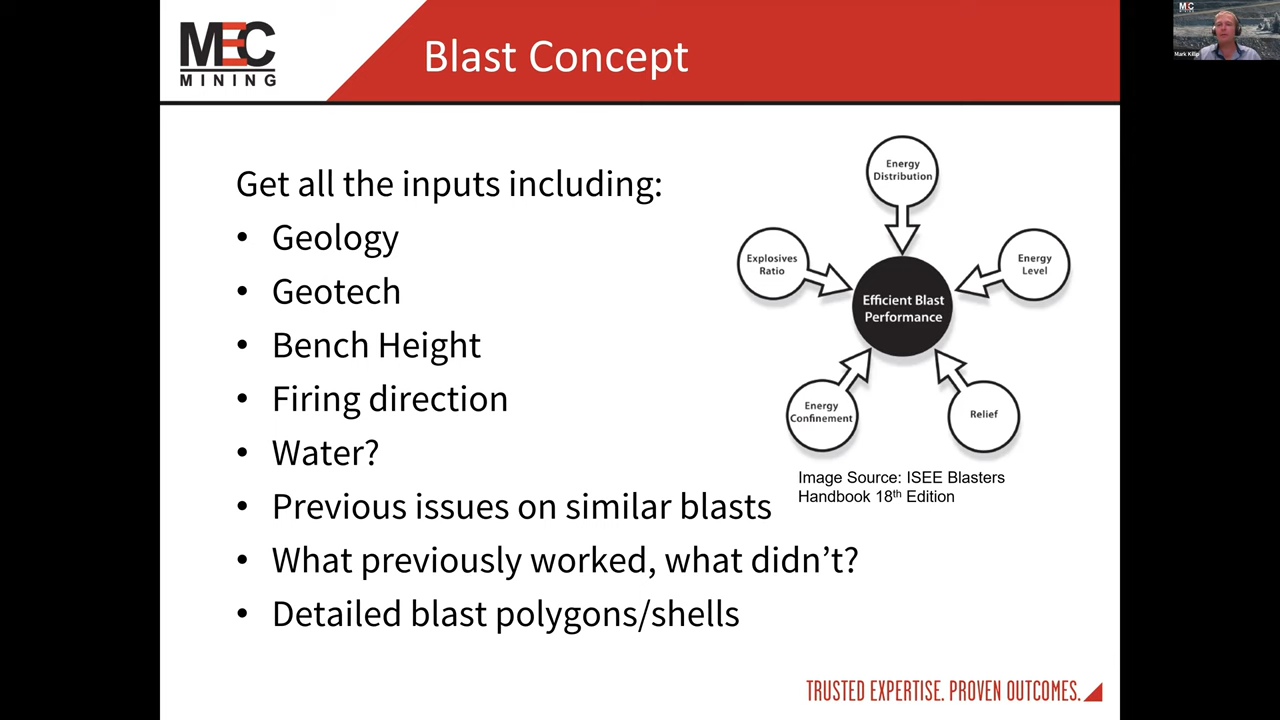 MEC
MINING
Blast Concept
Get all the inputs including:
• Geology
• Geotech
• Bench Height
• Firing direction
• Water?
• Previous issues on similar blasts
• What previously worked, what didn’t?
• Detailed blast polygons/shells
Energy
Distribution
Explosives
Ratio
Energy
Level
Efficient Blast
Performance
Energy
Confinement
Relief
Image Source: ISEE Blasters
Handbook 18th Edition
TRUSTED EXPERTISE. PROVEN OUTCOMES.
MEC
Mark